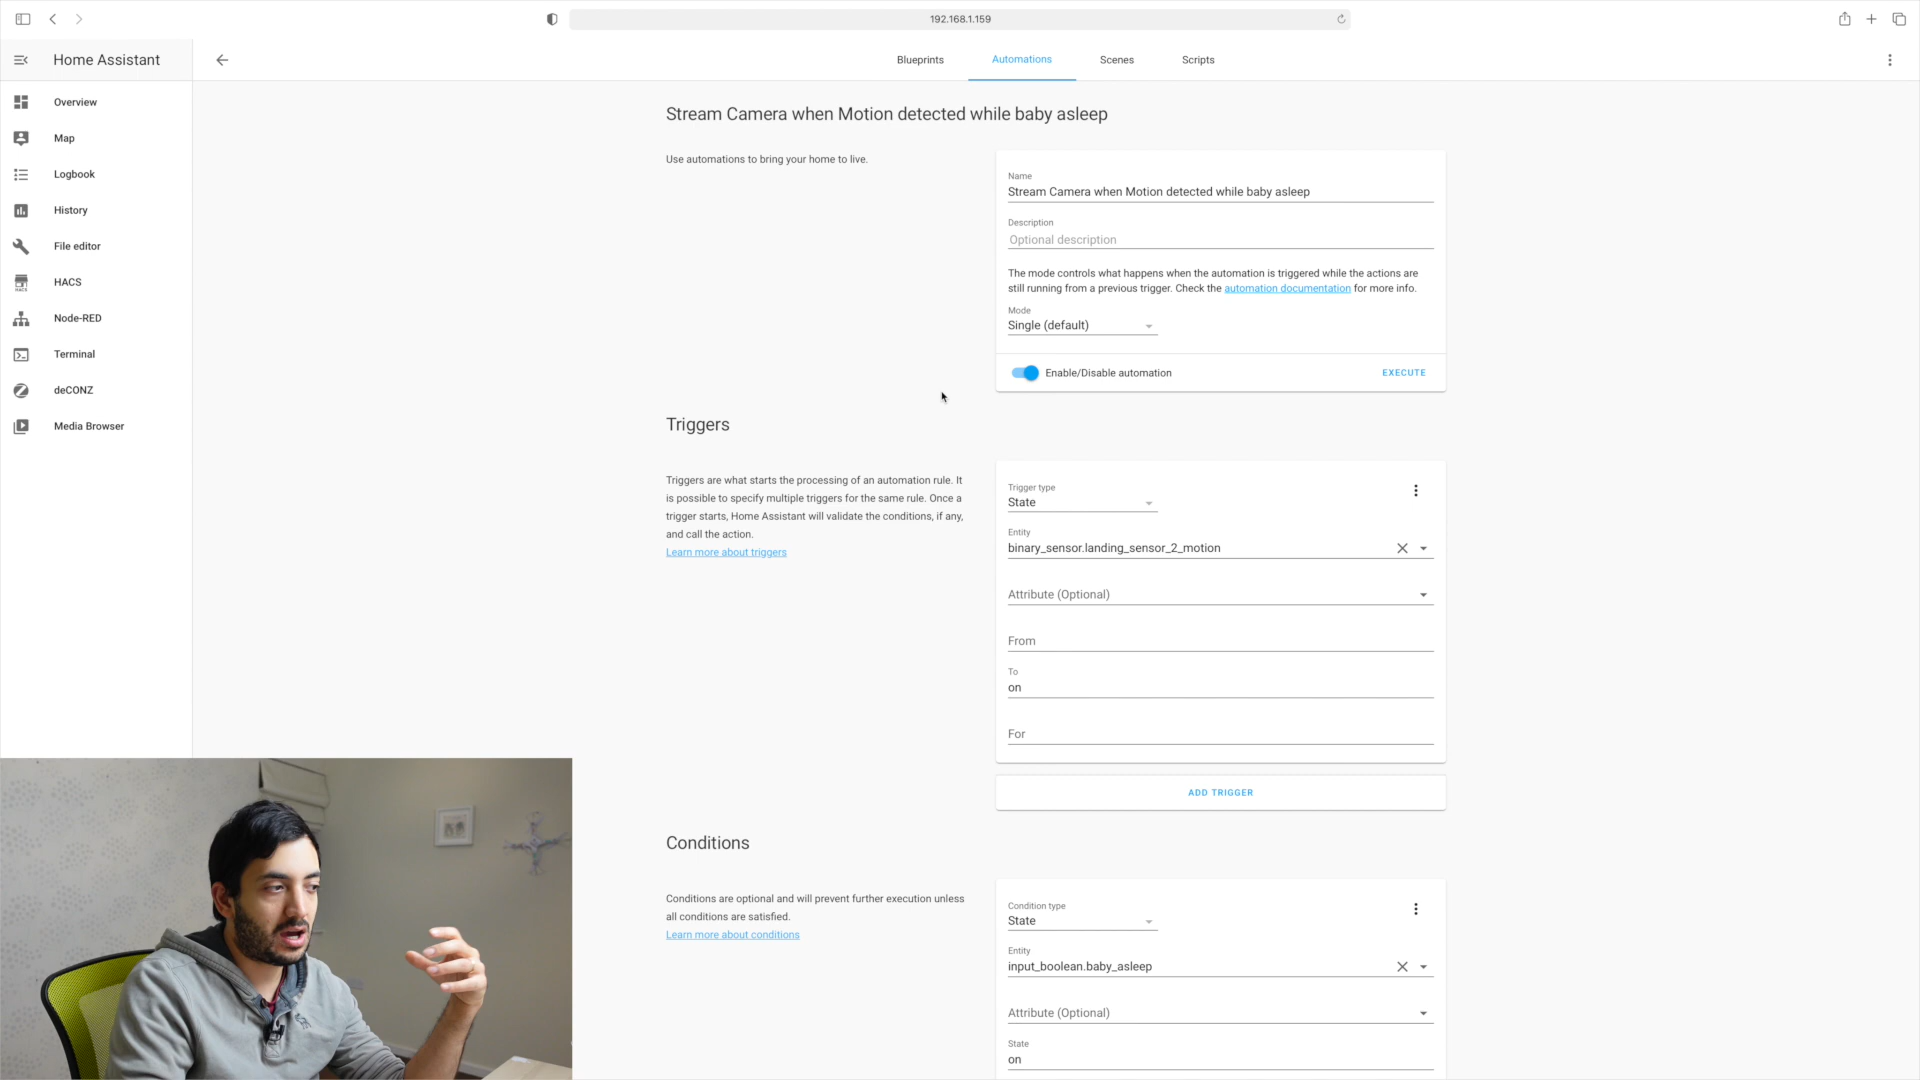 192.168.1.159
Home Assistant
Blueprints
Automations
Scenes
Scripts
Overview
Map
Logbook
History
File editor
HACS
HACS
Node-RED
Terminal
deCONZ
Media Browser
Stream Camera when Motion detected while baby asleep
Use automations to bring your home to live.
Name
Stream Camera when Motion detected while baby asleep
Description
Optional description
The mode controls what happens when the automation is triggered while the actions are
still running from a previous trigger. Check the automation documentation for more info.
Mode
Single (default)
Enable/Disable automation
EXECUTE
Triggers
Triggers are what starts the processing of an automation rule. It
is possible to specify multiple triggers for the same rule. Once a
trigger starts, Home Assistant will validate the conditions, if any,
and call the action.
Learn more about triggers
Trigger type
State
Entity
binary_sensor.landing_sensor_2_motion
Attribute (Optional)
From
To
on
For
ADD TRIGGER
Conditions
Conditions are optional and will prevent further execution unless
all conditions are satisfied.
Learn more about conditions
Condition type
State
Entity
input_boolean.baby_asleep
Attribute (Optional)
State
on